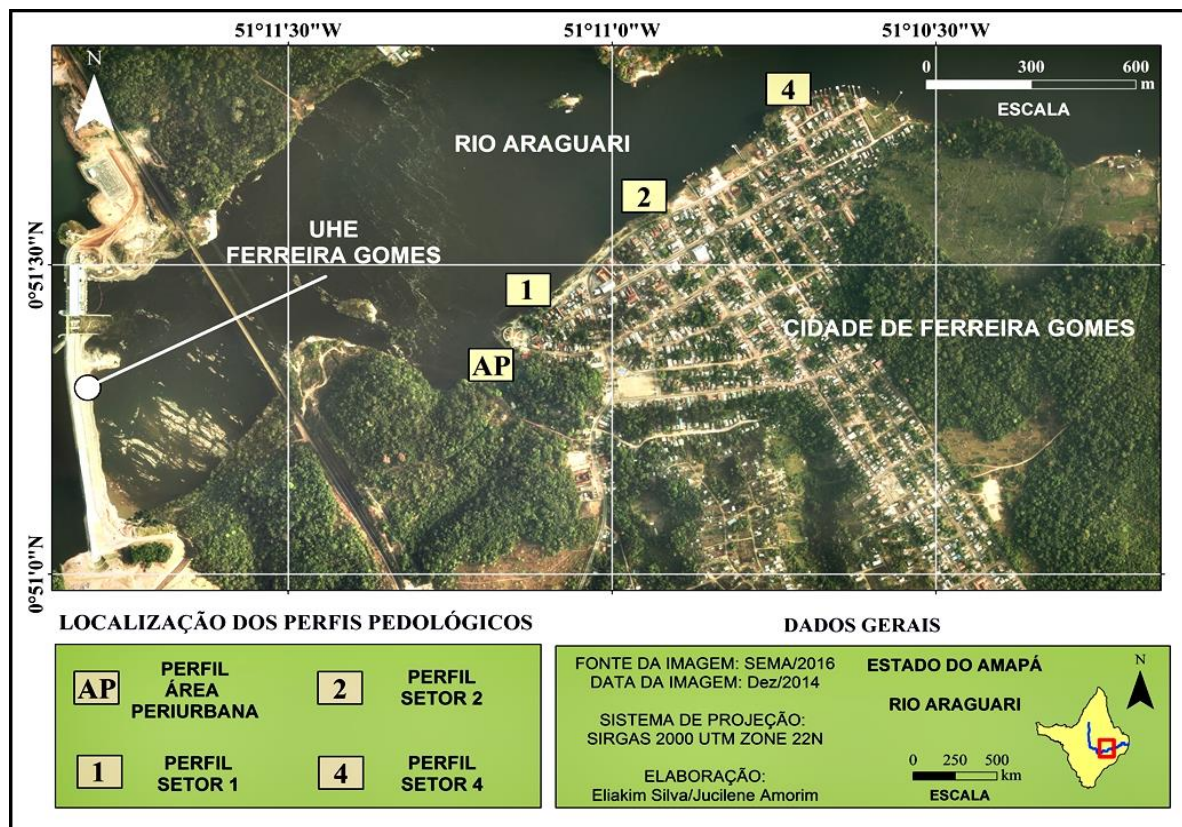 51°11'30"W
51°11'0"W
51°10'30"W
N
0
300
600
m
ESCALA
4
RIO ARAGUARI
2
UHE
FERREIRA GOMES
0°51'30"N
1
CIDADE DE FERREIRA GOMES
AP
0°51'0"N
LOCALIZAÇÃO DOS PERFIS PEDOLÓGICOS
AP
PERFIL
ÁREA
PERIURBANA
2
PERFIL
SETOR 2
1
PERFIL
SETOR 1
4
PERFIL
SETOR 4
DADOS GERAIS
FONTE DA IMAGEM: SEMA/2016
DATA DA IMAGEM: Dez/2014
SISTEMA DE PROJEÇÃO:
SIRGAS 2000 UTM ZONE 22N
ELABORAÇÃO:
Eliakim Silva/Jucilene Amorim
ESTADO DO AMAPÁ
RIO ARAGUARI
N
0 250 500
km
ESCALA